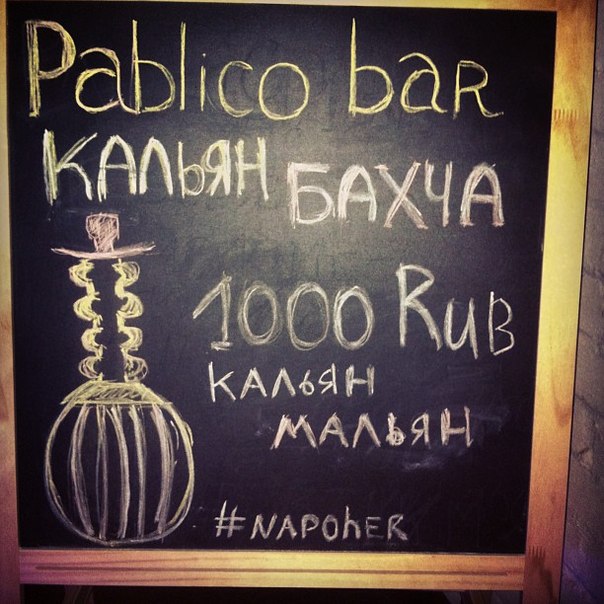 Pablico baR
КАЛЬЯН БАХЧА
1000 RuB
КАЛЬЯН
МАЛЬЯН
#NAPOhER